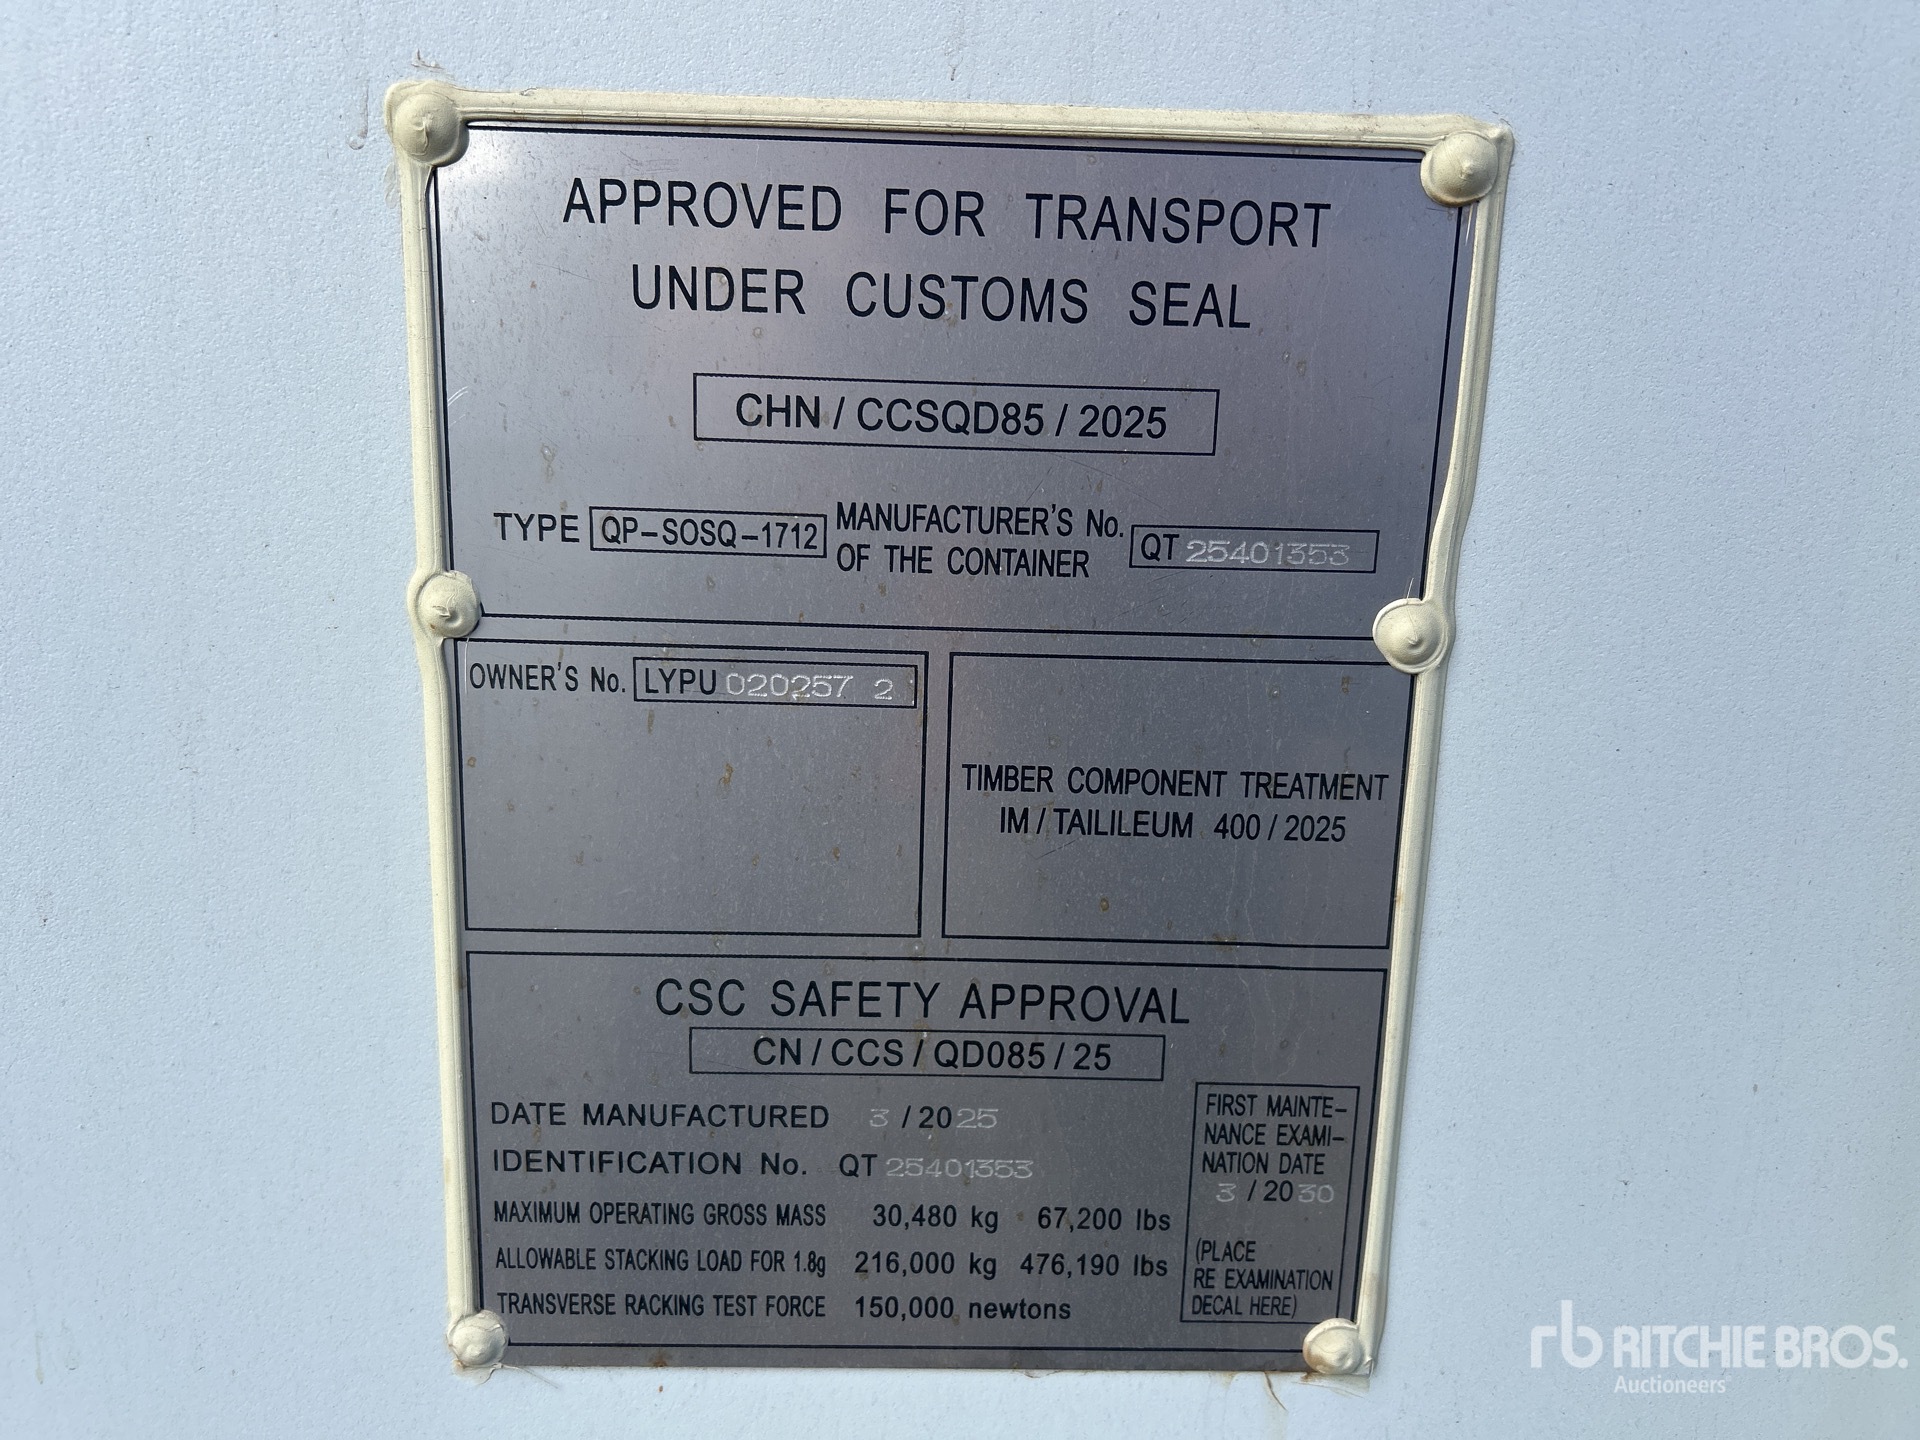 APPROVED FOR TRANSPORT
UNDER CUSTOMS SEAL
CHN / CCSQD85 / 2025
TYPE QP-SOSQ-1712 MANUFACTURER'S No. OF THE CONTAINER QT 25401353
OWNER'S No. LYPU 020257 2
TIMBER COMPONENT TREATMENT
IM / TAILILEUM 400 / 2025
CSC SAFETY APPROVAL
CN / CCS / QD085 / 25
DATE MANUFACTURED 3 / 2025
IDENTIFICATION No. QT 25401353
MAXIMUM OPERATING GROSS MASS 30,480 kg 67,200 lbs
ALLOWABLE STACKING LOAD FOR 1.8g 216,000 kg 476,190 lbs
TRANSVERSE RACKING TEST FORCE 150,000 newtons
FIRST MAINTE-
NANCE EXAMI-
NATION DATE
3 / 2030
(PLACE
RE EXAMINATION
DECAL HERE)
rb RITCHIE BROS.
Auctioneers